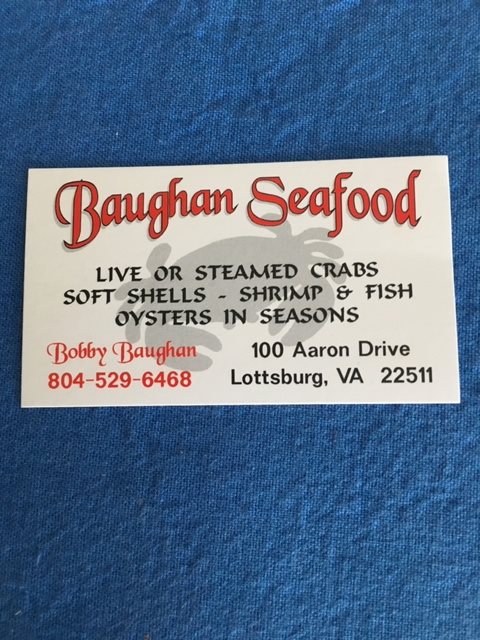 Baughan Seafood
LIVE OR STEAMED CRABS
SOFT SHELLS - SHRIMP & FISH
OYSTERS IN SEASONS
Bobby Baughan 100 Aaron Drive
804-529-6468 Lottsburg, VA 22511